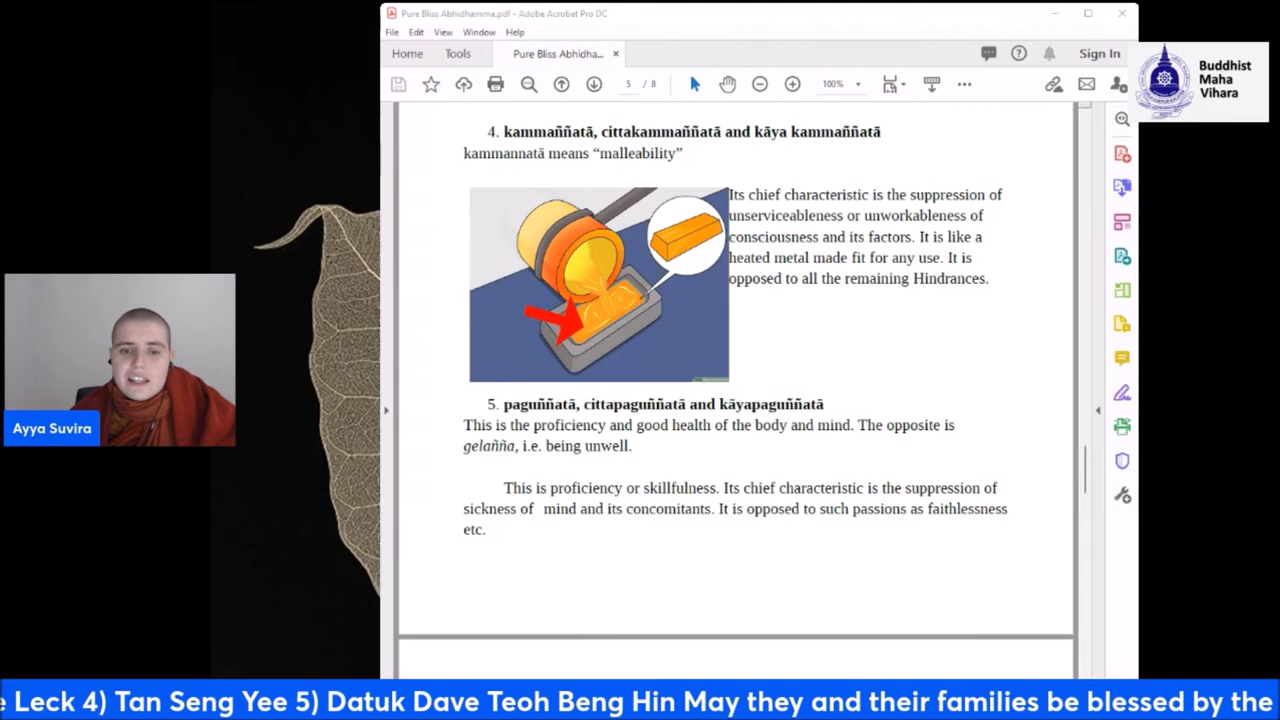 Pure Bliss Abhidhamma.pdf - Adobe Acrobat Pro DC
File Edit View Window Help
Home Tools Pure Bliss Abhidha... × Sign In
5 / 8 100%
Buddhist
Maha
Vihara
4. kammaññatā, cittakammaññatā and kāya kammaññatā
kammannatā means “malleability”
Its chief characteristic is the suppression of
unserviceableness or unworkableness of
consciousness and its factors. It is like a
heated metal made fit for any use. It is
opposed to all the remaining Hindrances.
5. paguññatā, cittapaguññatā and kāyapaguññatā
This is the proficiency and good health of the body and mind. The opposite is
gelañña, i.e. being unwell.
This is proficiency or skillfulness. Its chief characteristic is the suppression of
sickness of mind and its concomitants. It is opposed to such passions as faithlessness
etc.
Ayya Suvira
e Leck 4) Tan Seng Yee 5) Datuk Dave Teoh Beng Hin May they and their families be blessed by the